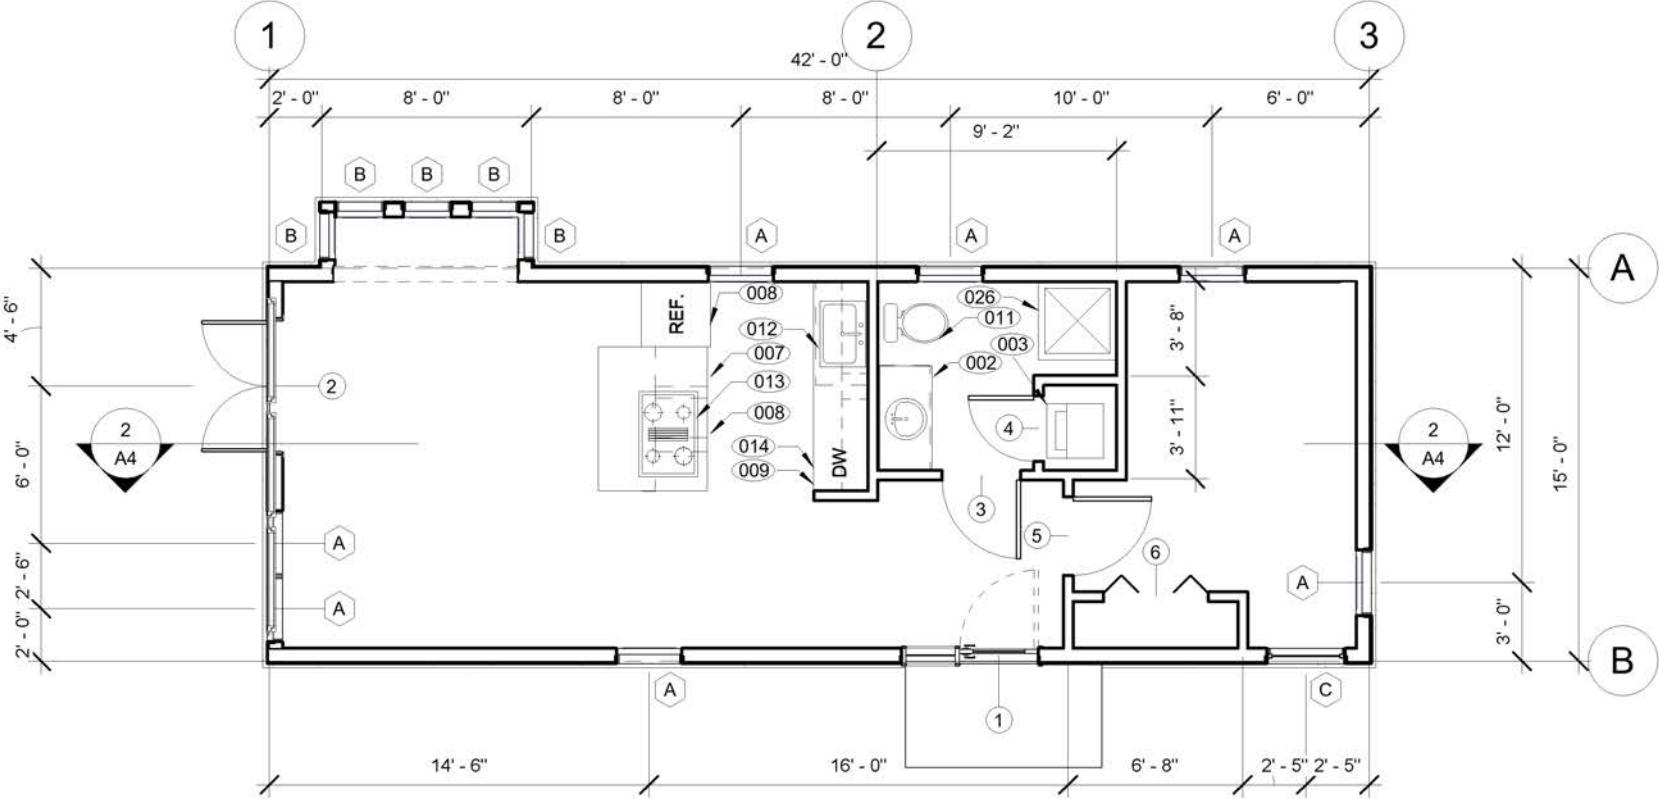 1 2 3
42' - 0"
2' - 0" 8' - 0" 8' - 0" 8' - 0" 10' - 0" 6' - 0"
9' - 2"
B B B
B B A A A
A
4' - 6"
REF.
008
026
012
011
3' - 8"
007
003
002
2
013
008
4
3' - 11"
12' - 0"
2
A4
2
A4
014
DW
009
6' - 0"
15' - 0"
3
5
A
6
2' - 6"
A
A
2' - 0"
3' - 0"
B
A
C
1
14' - 6" 16' - 0" 6' - 8" 2' - 5" 2' - 5"